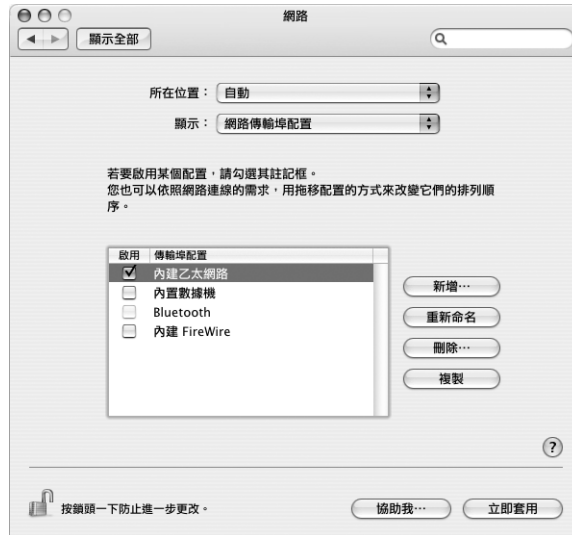 網路
顯示全部
所在位置： 自動
顯示： 網路傳輸埠配置
若要啟用某個配置，請勾選其註記框。
您也可以依照網路連線的需求，用拖移配置的方式來改變它們的排列順
序。
啟用 傳輸埠配置
內建乙太網路
內置數據機
Bluetooth
內建 FireWire
新增…
重新命名
刪除…
複製
?
按鎖頭一下防止進一步更改。
協助我…
立即套用